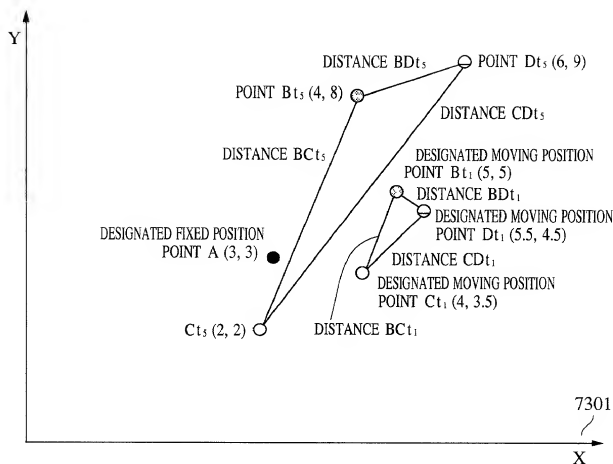 Y
DISTANCE BDt5
POINT Dt5 (6, 9)
POINT Bt5 (4, 8)
DISTANCE CDt5
DISTANCE BCt5
DESIGNATED MOVING POSITION
POINT Bt1 (5, 5)
DISTANCE BDt1
DESIGNATED FIXED POSITION
POINT A (3, 3)
DESIGNATED MOVING POSITION
POINT Dt1 (5.5, 4.5)
DISTANCE CDt1
DESIGNATED MOVING POSITION
POINT Ct1 (4, 3.5)
Ct5 (2, 2)
DISTANCE BCt1
7301
X